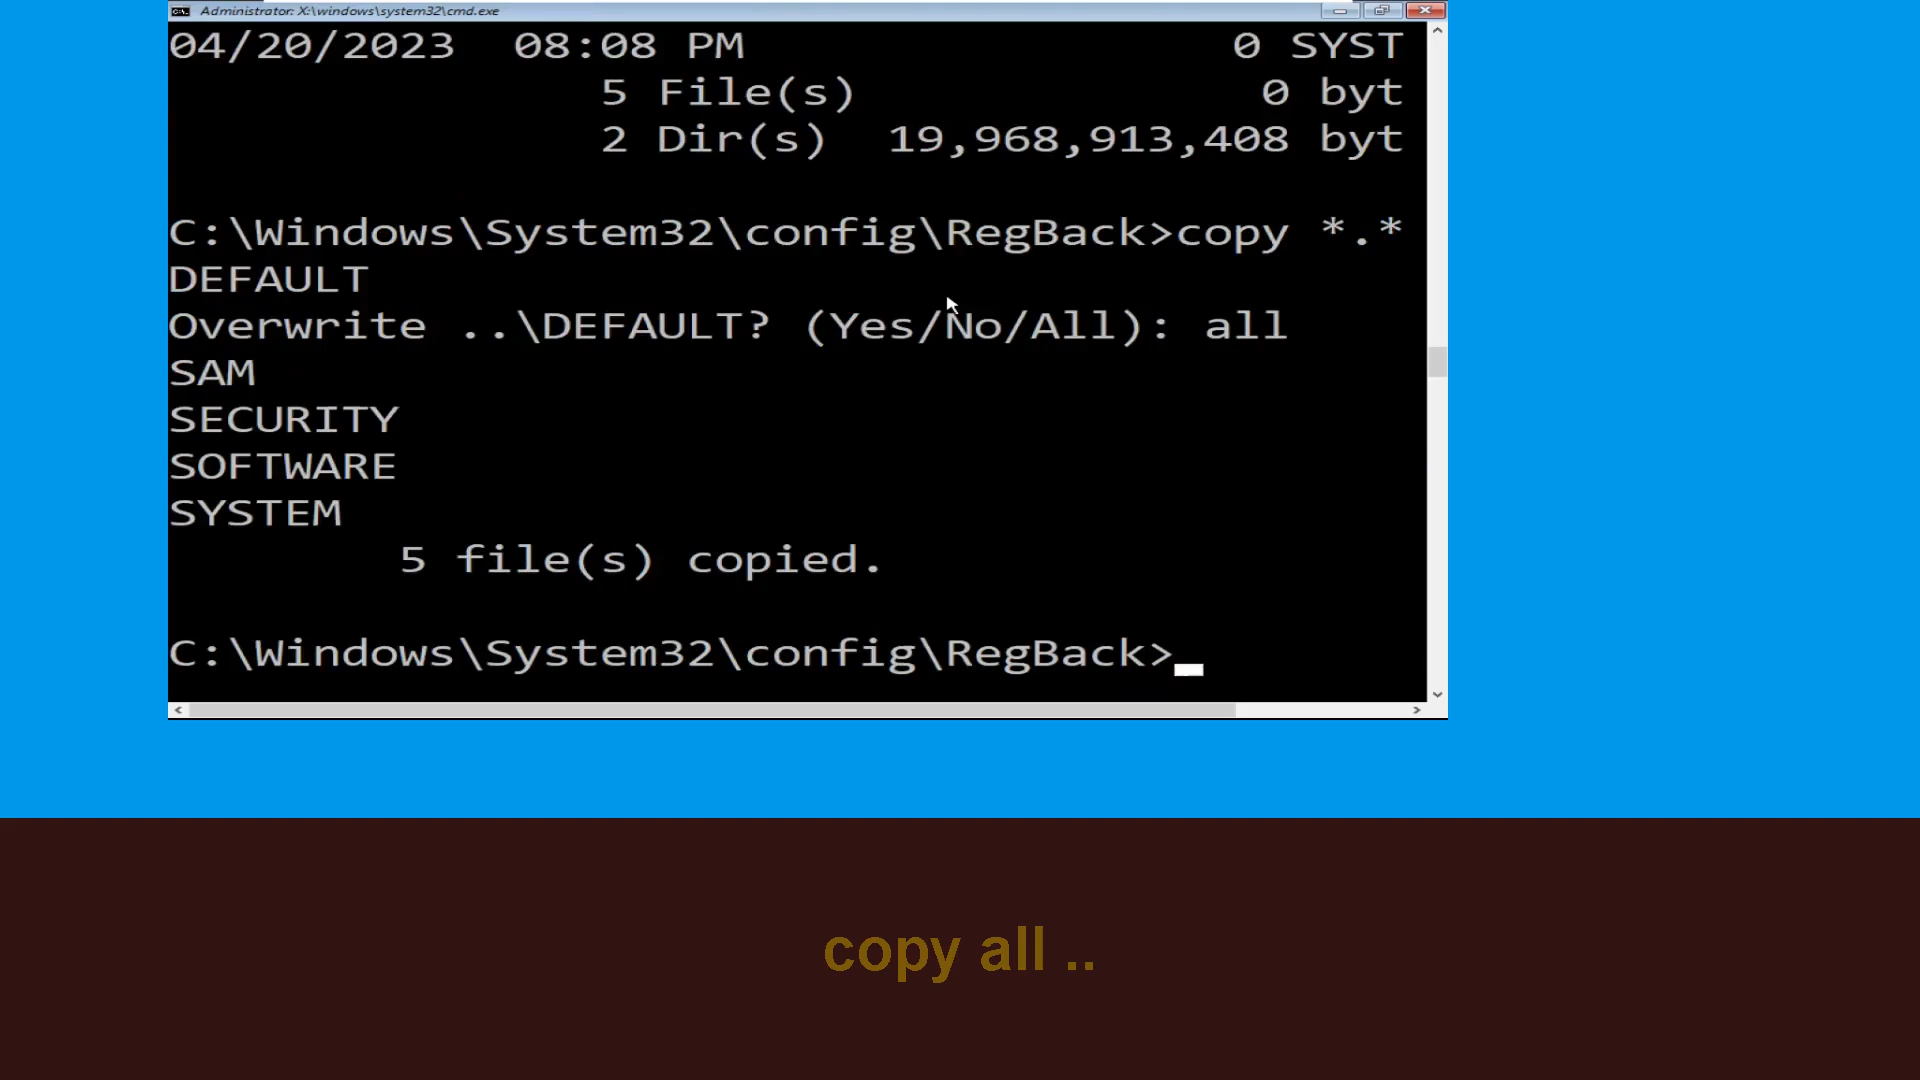 Administrator: X:\windows\system32\cmd.exe
04/20/2023  08:08 PM                 0 SYST
5 File(s)              0 byt
2 Dir(s)  19,968,913,408 byt
C:\Windows\System32\config\RegBack>copy *.*
DEFAULT
Overwrite ..\DEFAULT? (Yes/No/All): all
SAM
SECURITY
SOFTWARE
SYSTEM
5 file(s) copied.
C:\Windows\System32\config\RegBack>
copy all ..